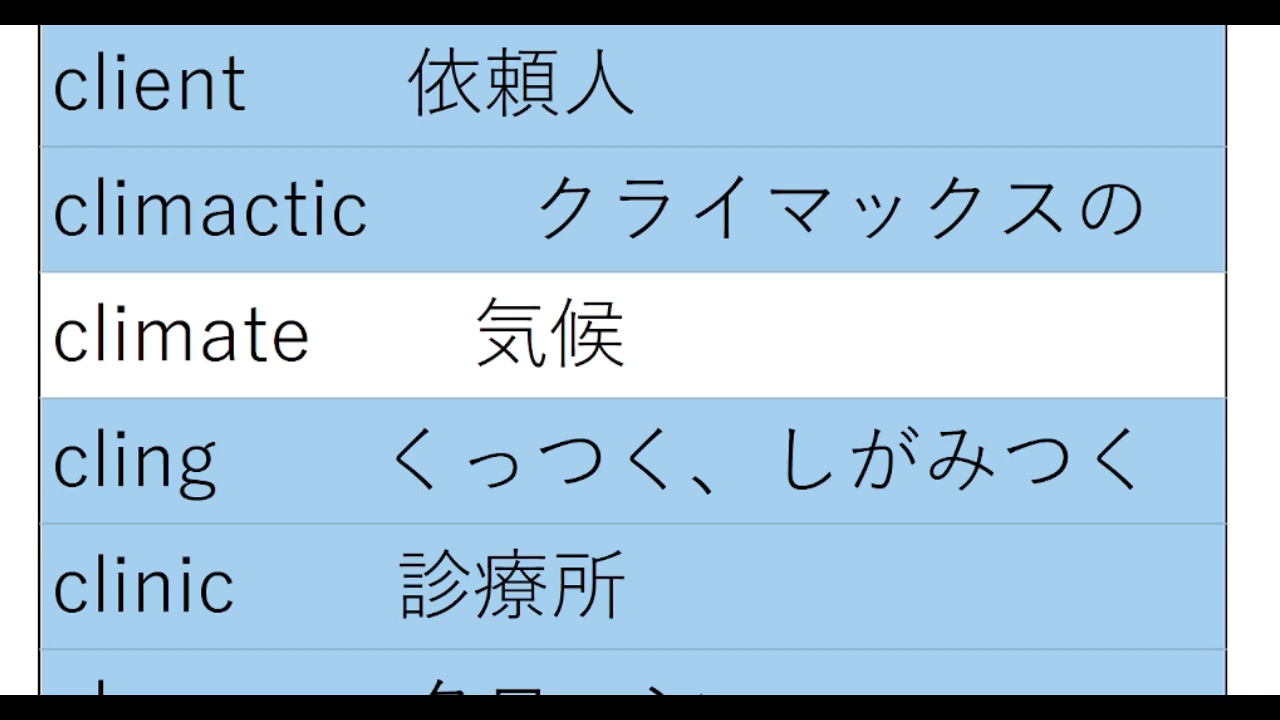 client 依頼人
climactic クライマックスの
climate 気候
cling くっつく、しがみつく
clinic 診療所